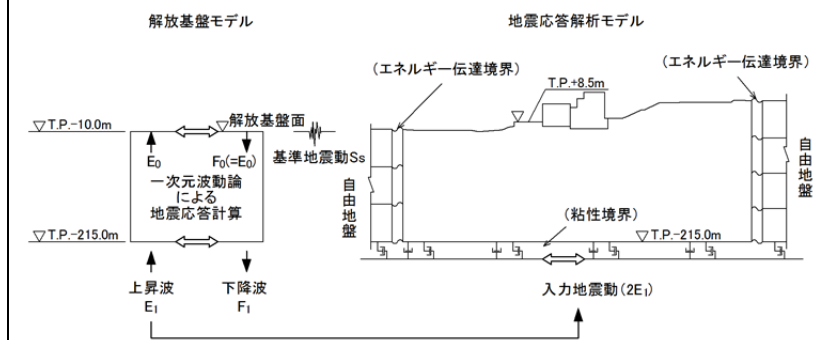 解放基盤モデル
地震応答解析モデル
(エネルギー伝達境界)
(エネルギー伝達境界)
T.P.+8.5m
T.P.-10.0m
解放基盤面
基準地震動Ss
E0
F0(=E0)
一次元波動論
による
地震応答計算
自由地盤
自由地盤
(粘性境界)
T.P.-215.0m
T.P.-215.0m
上昇波
E1
下降波
F1
入力地震動(2E1)